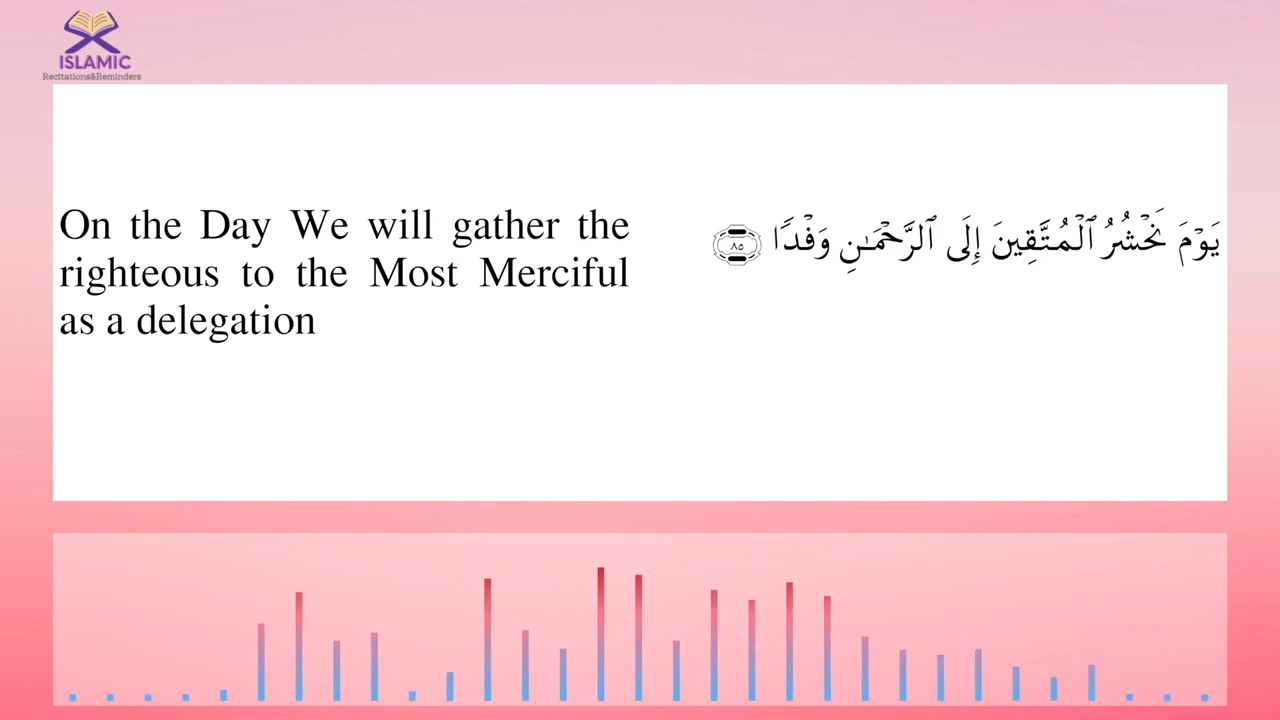 ISLAMIC
Recitations&Reminders
On the Day We will gather the
righteous to the Most Merciful
as a delegation
يَوْمَ نَحْشُرُ ٱلْمُتَّقِينَ إِلَى ٱلرَّحْمَـٰنِ وَفْدًا ٨٥